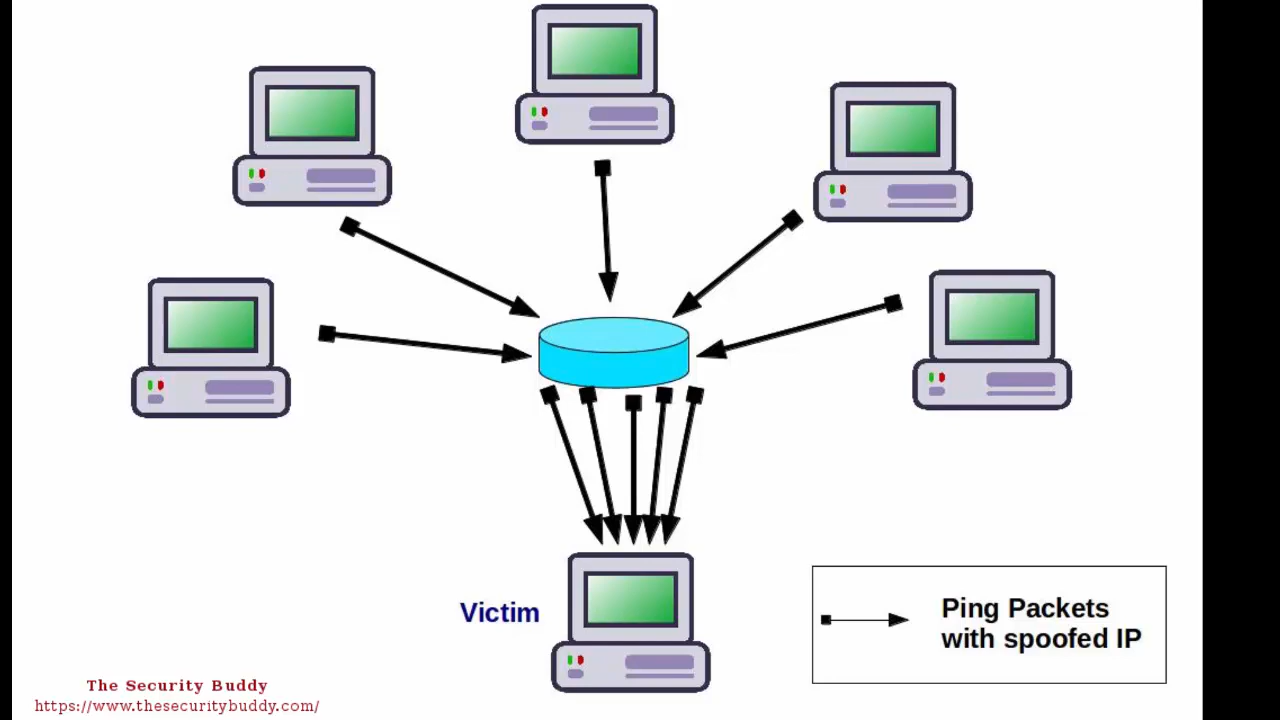 Victim
Ping Packets
with spoofed IP
The Security Buddy
https://www.thesecuritybuddy.com/